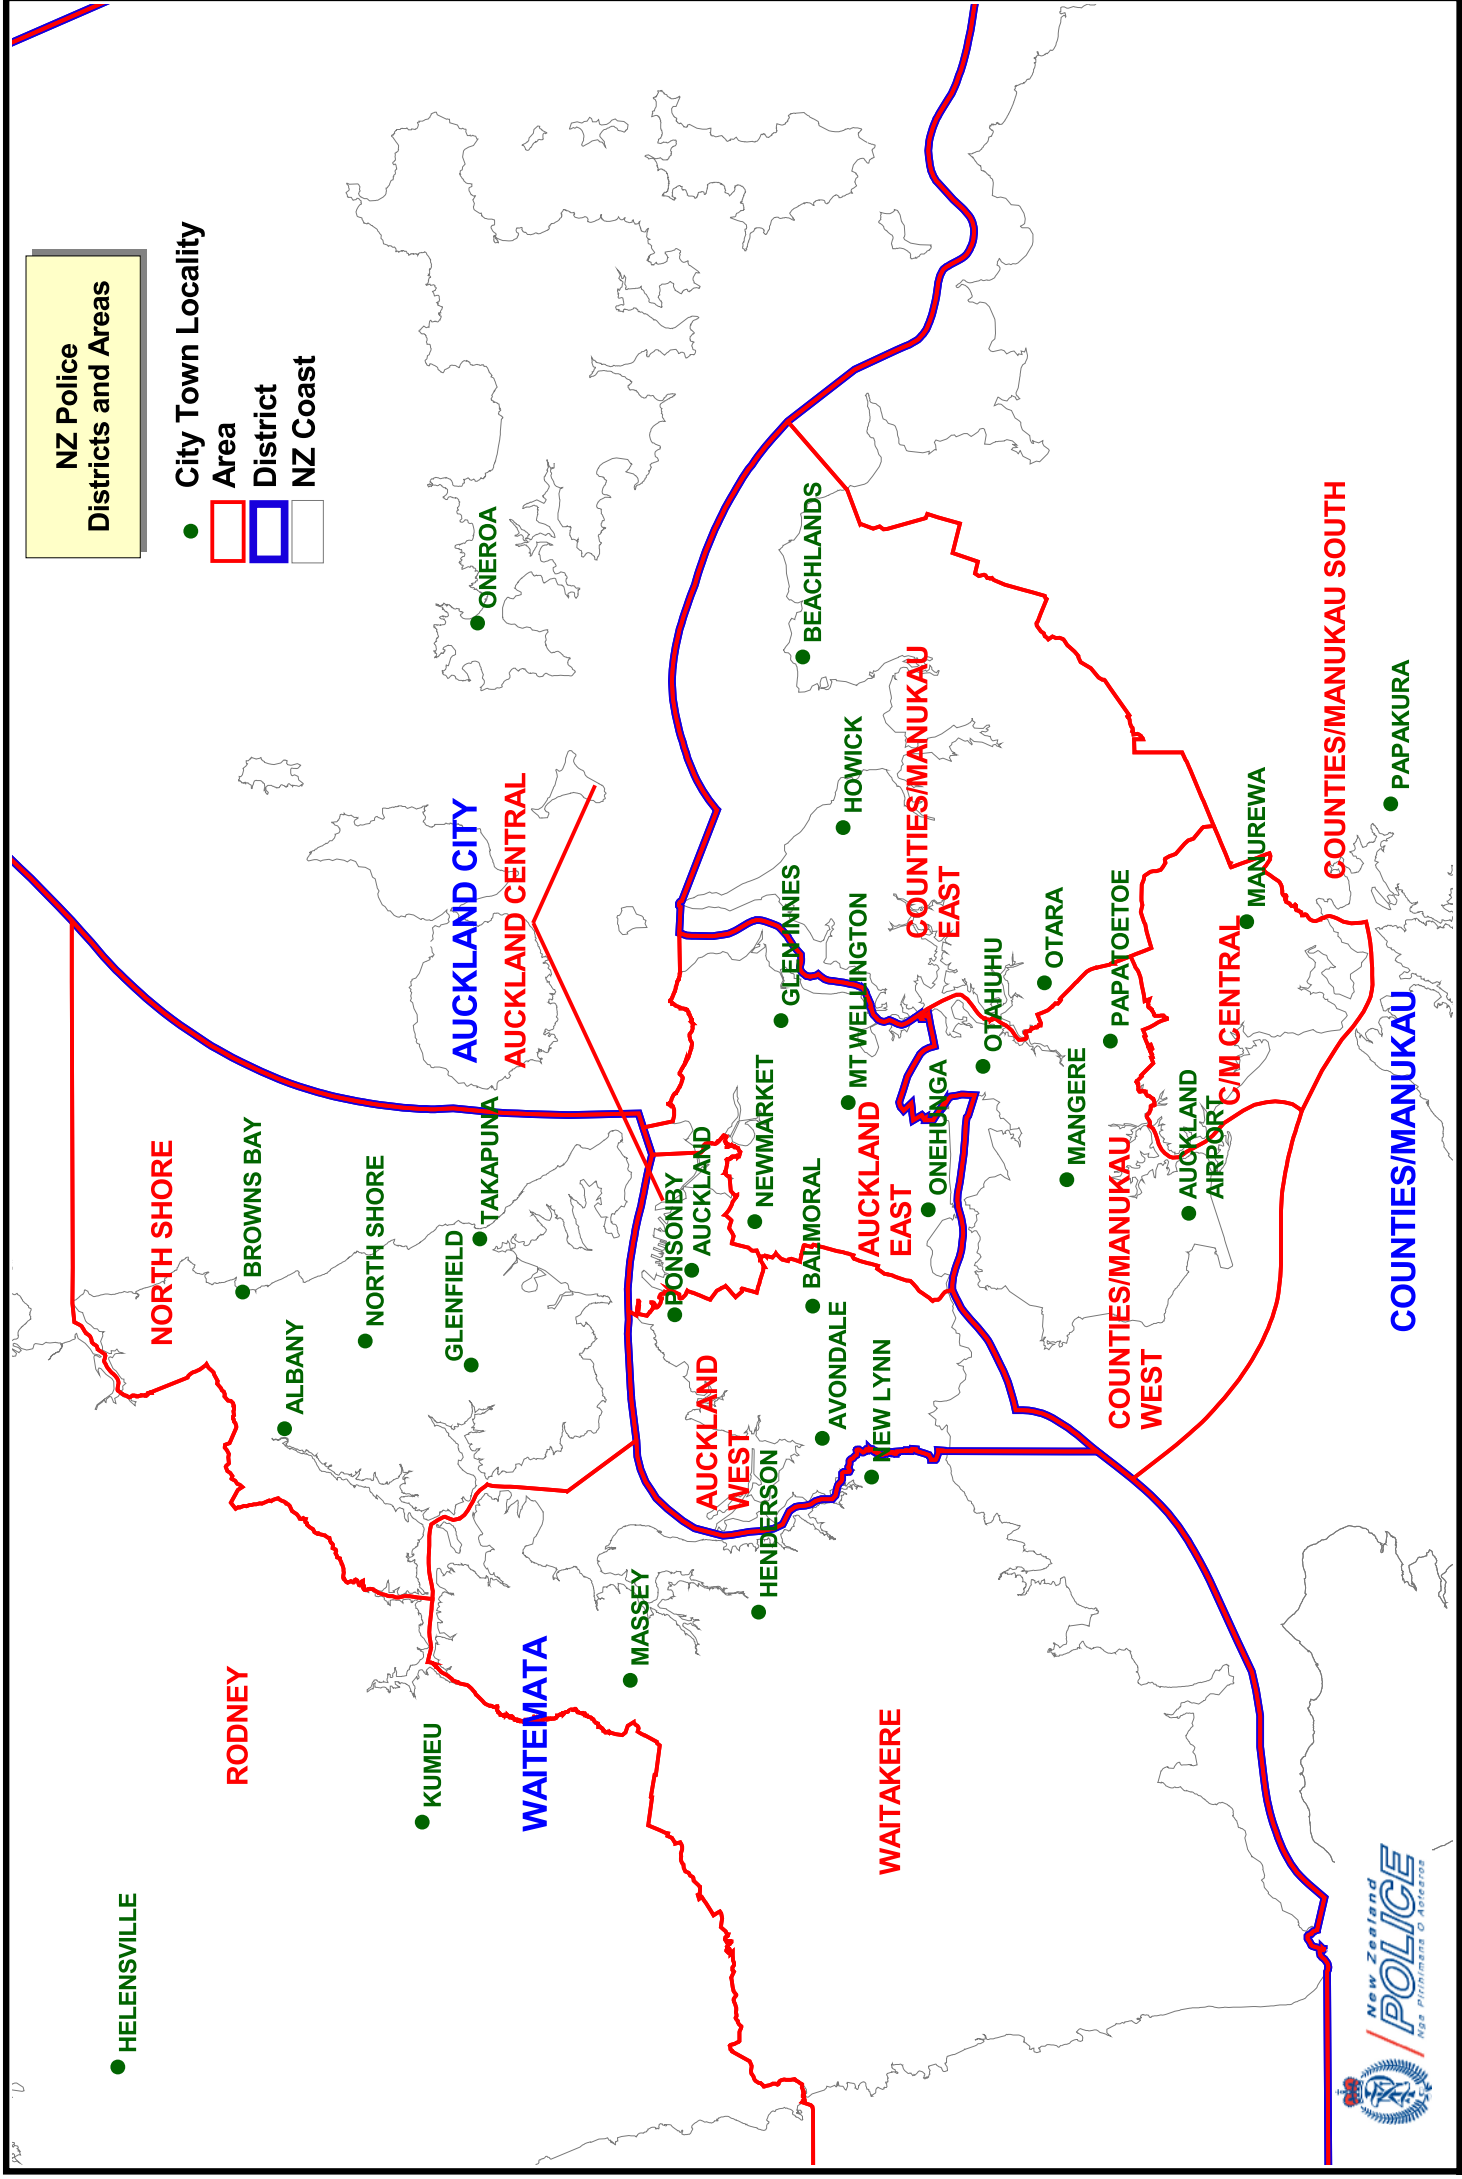 NZ Police
Districts and Areas
City Town Locality
Area
District
NZ Coast
HELENSVILLE
RODNEY
KUMEU
WAITEMATA
NORTH SHORE
BROWNS BAY
ALBANY
NORTH SHORE
GLENFIELD
TAKAPUNA
AUCKLAND CITY
AUCKLAND CENTRAL
ONEROA
MASSEY
HENDERSON
WAITAKERE
AUCKLAND
WEST
PONSONBY
AUCKLAND
NEWMARKET
BALMORAL
AVONDALE
NEW LYNN
GLEN INNES
MT WELLINGTON
AUCKLAND
EAST
ONEHUNGA
BEACHLANDS
HOWICK
COUNTIES/MANUKAU
EAST
OTAHUHU
OTARA
PAPATOETOE
MANGERE
COUNTIES/MANUKAU
WEST
AUCKLAND
AIRPORT
C/M CENTRAL
MANUREWA
COUNTIES/MANUKAU SOUTH
PAPAKURA
COUNTIES/MANUKAU
New Zealand
POLICE
Nga Pirihimana O Aotearoa